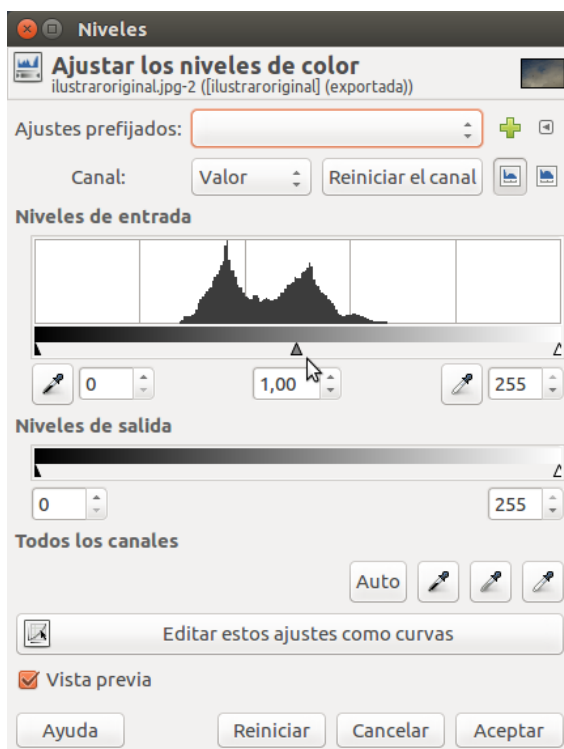 Niveles
Ajustar los niveles de color
ilustraroriginal.jpg-2 ([ilustraroriginal] (exportada))
Ajustes prefijados:
Canal: Valor Reiniciar el canal
Niveles de entrada
0 1,00 255
Niveles de salida
0 255
Todos los canales
Auto
Editar estos ajustes como curvas
Vista previa
Ayuda Reiniciar Cancelar Aceptar